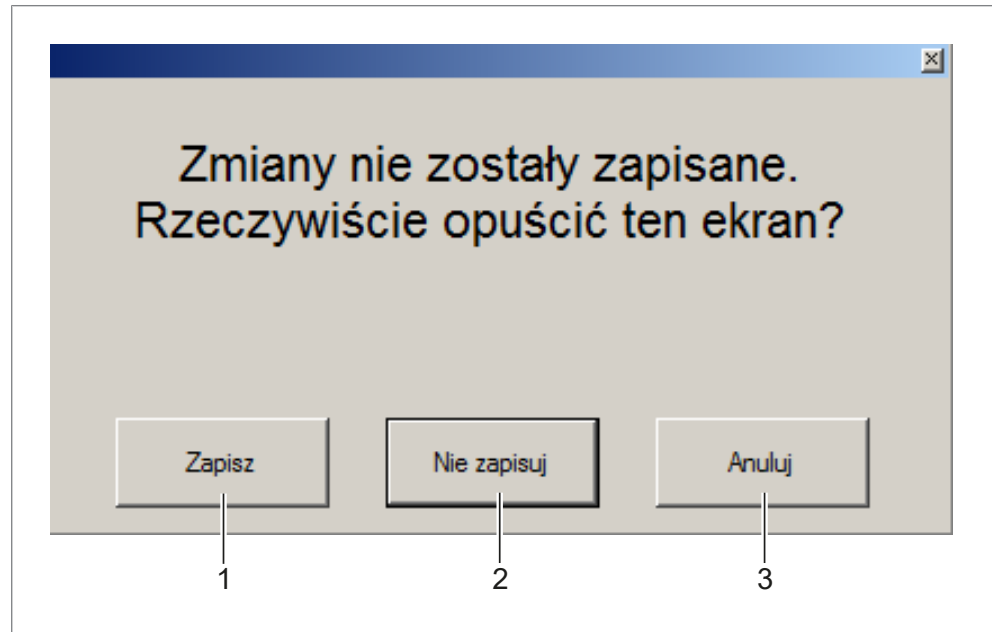 Zmiany nie zostały zapisane.
Rzeczywiście opuścić ten ekran?
Zapisz Nie zapisuj Anuluj
1 2 3